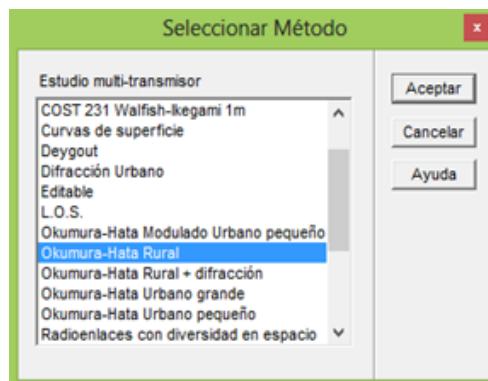 Seleccionar Método
x
Estudio multi-transmisor
COST 231 Walfish-Ikegami 1m
Curvas de superficie
Deygout
Difracción Urbano
Editable
L.O.S.
Okumura-Hata Modulado Urbano pequeño
Okumura-Hata Rural
Okumura-Hata Rural + difracción
Okumura-Hata Urbano grande
Okumura-Hata Urbano pequeño
Radioenlaces con diversidad en espacio
Aceptar
Cancelar
Ayuda